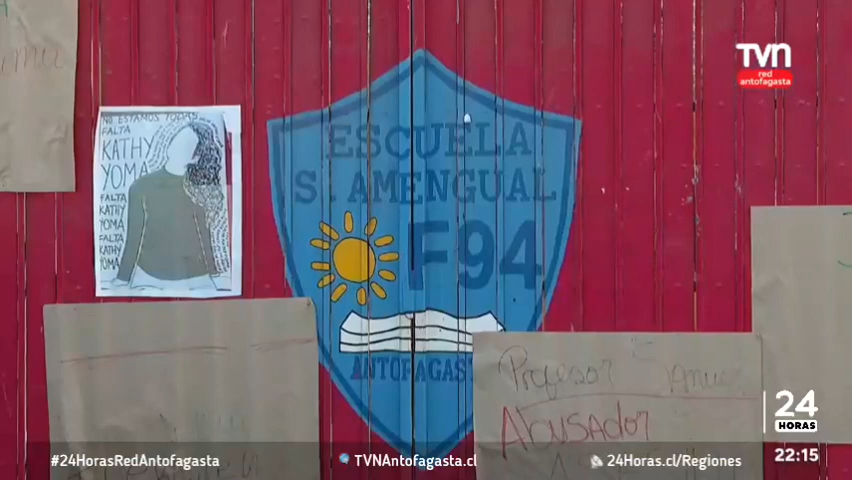 TVN
red
antofagasta
NO ESTAMOS TODAS
FALTA
KATHY
YOMA
FALTA
KATHY
YOMA
FALTA
KATHY
YOMA
ESCUELA
S. AMENGUAL
F94
ANTOFAGASTA
Profesor
Abusador
24
HORAS
22:15
#24HorasRedAntofagasta
TVNAntofagasta.cl
24Horas.cl/Regiones